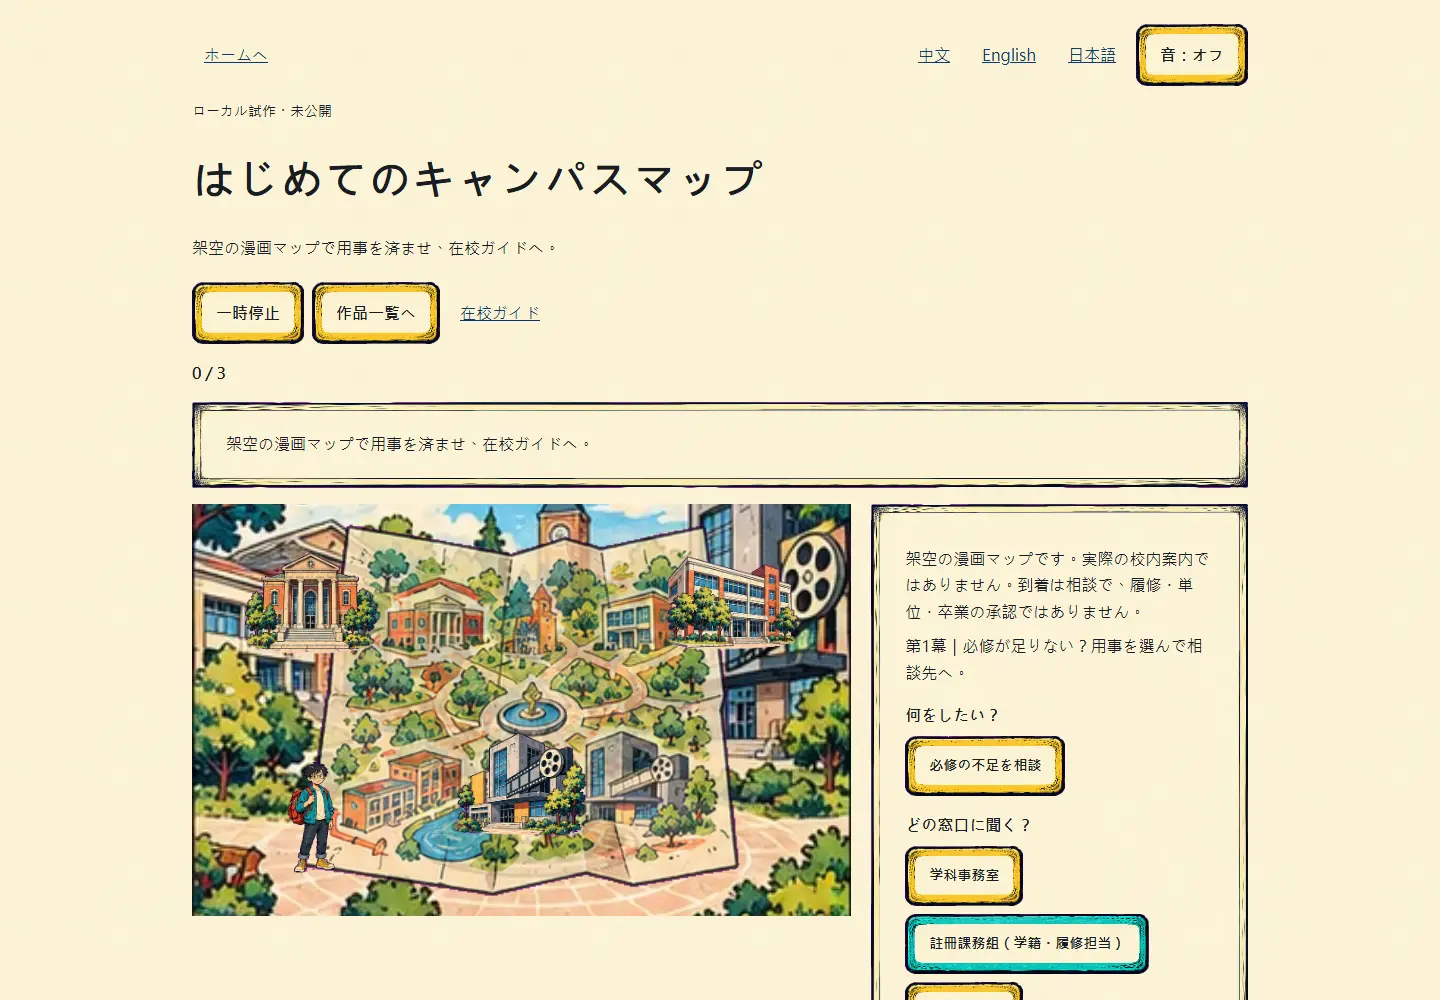 ホームへ
中文 English 日本語 音：オフ
ローカル試作・未公開
はじめてのキャンパスマップ
架空の漫画マップで用事を済ませ、在校ガイドへ。
一時停止 作品一覧へ 在校ガイド
0 / 3
架空の漫画マップで用事を済ませ、在校ガイドへ。
架空の漫画マップです。実際の校内案内で
はありません。到着は相談で、履修・単
位・卒業の承認ではありません。
第1幕｜必修が足りない？用事を選んで相
談先へ。
何をしたい？
必修の不足を相談
どの窓口に聞く？
学科事務室
註冊課務組（学籍・履修担当）